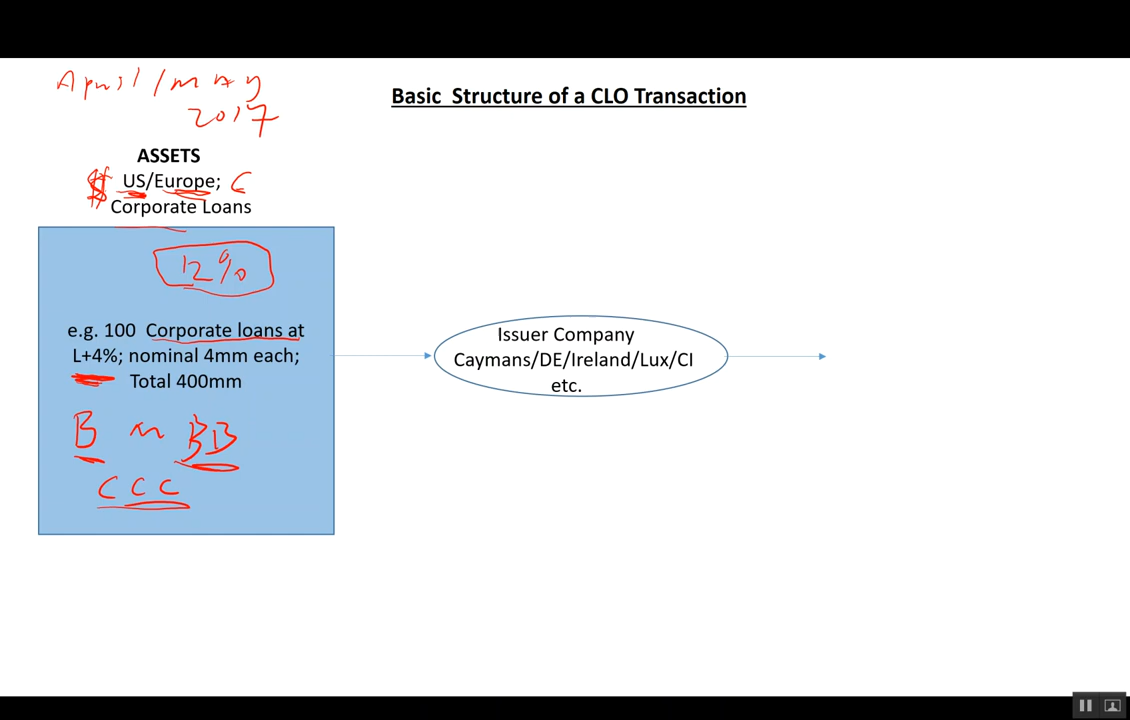 April/may
2017
Basic Structure of a CLO Transaction
ASSETS
$ US/Europe; €
Corporate Loans
12%
e.g. 100 Corporate loans at
L+4%; nominal 4mm each;
Total 400mm
B BB
CCC
Issuer Company
Caymans/DE/Ireland/Lux/CI
etc.